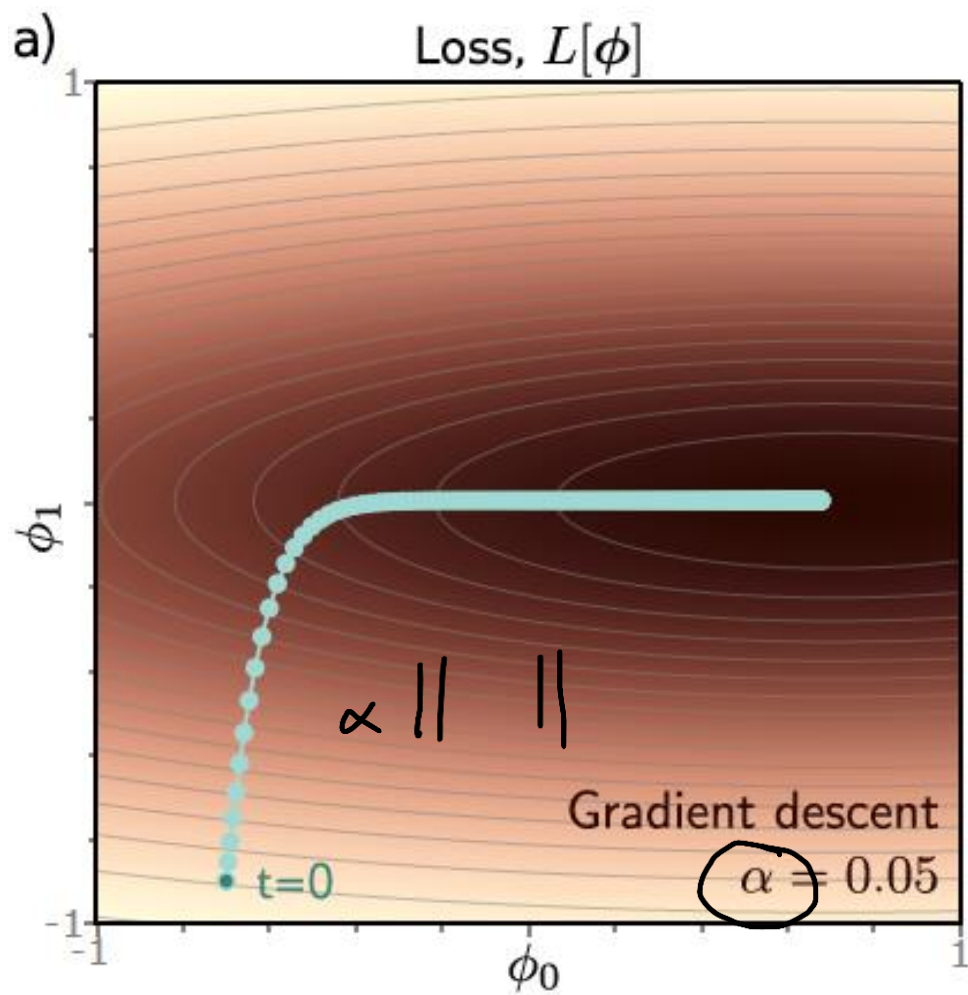 a)
Loss, L[ϕ]
1
ϕ₁
α || ||
Gradient descent
t=0
α = 0.05
-1
-1
1
ϕ₀